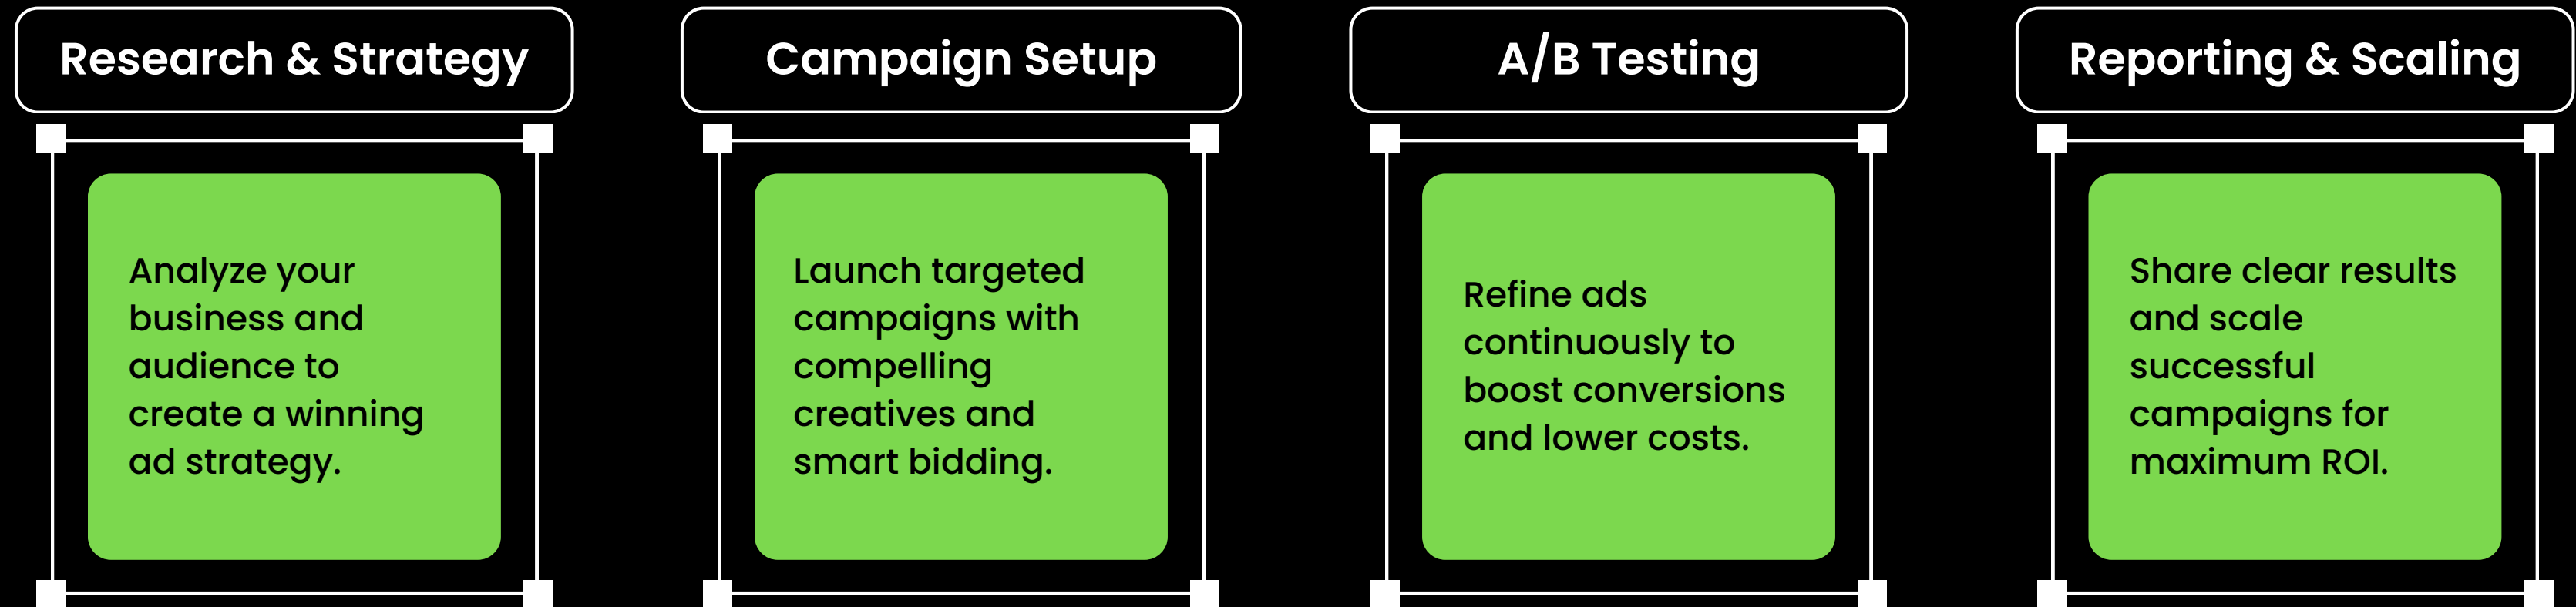 Research & Strategy
Analyze your
business and
audience to
create a winning
ad strategy.
Campaign Setup
Launch targeted
campaigns with
compelling
creatives and
smart bidding.
A/B Testing
Refine ads
continuously to
boost conversions
and lower costs.
Reporting & Scaling
Share clear results
and scale
successful
campaigns for
maximum ROI.